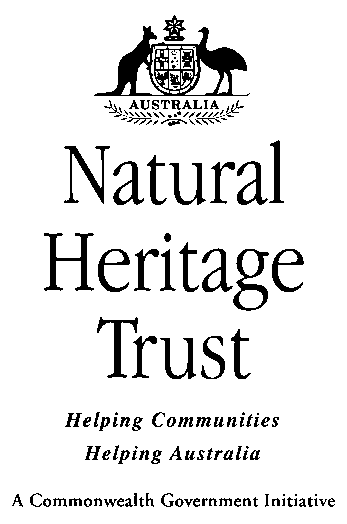 AUSTRALIA
Natural
Heritage
Trust
Helping Communities
Helping Australia
A Commonwealth Government Initiative